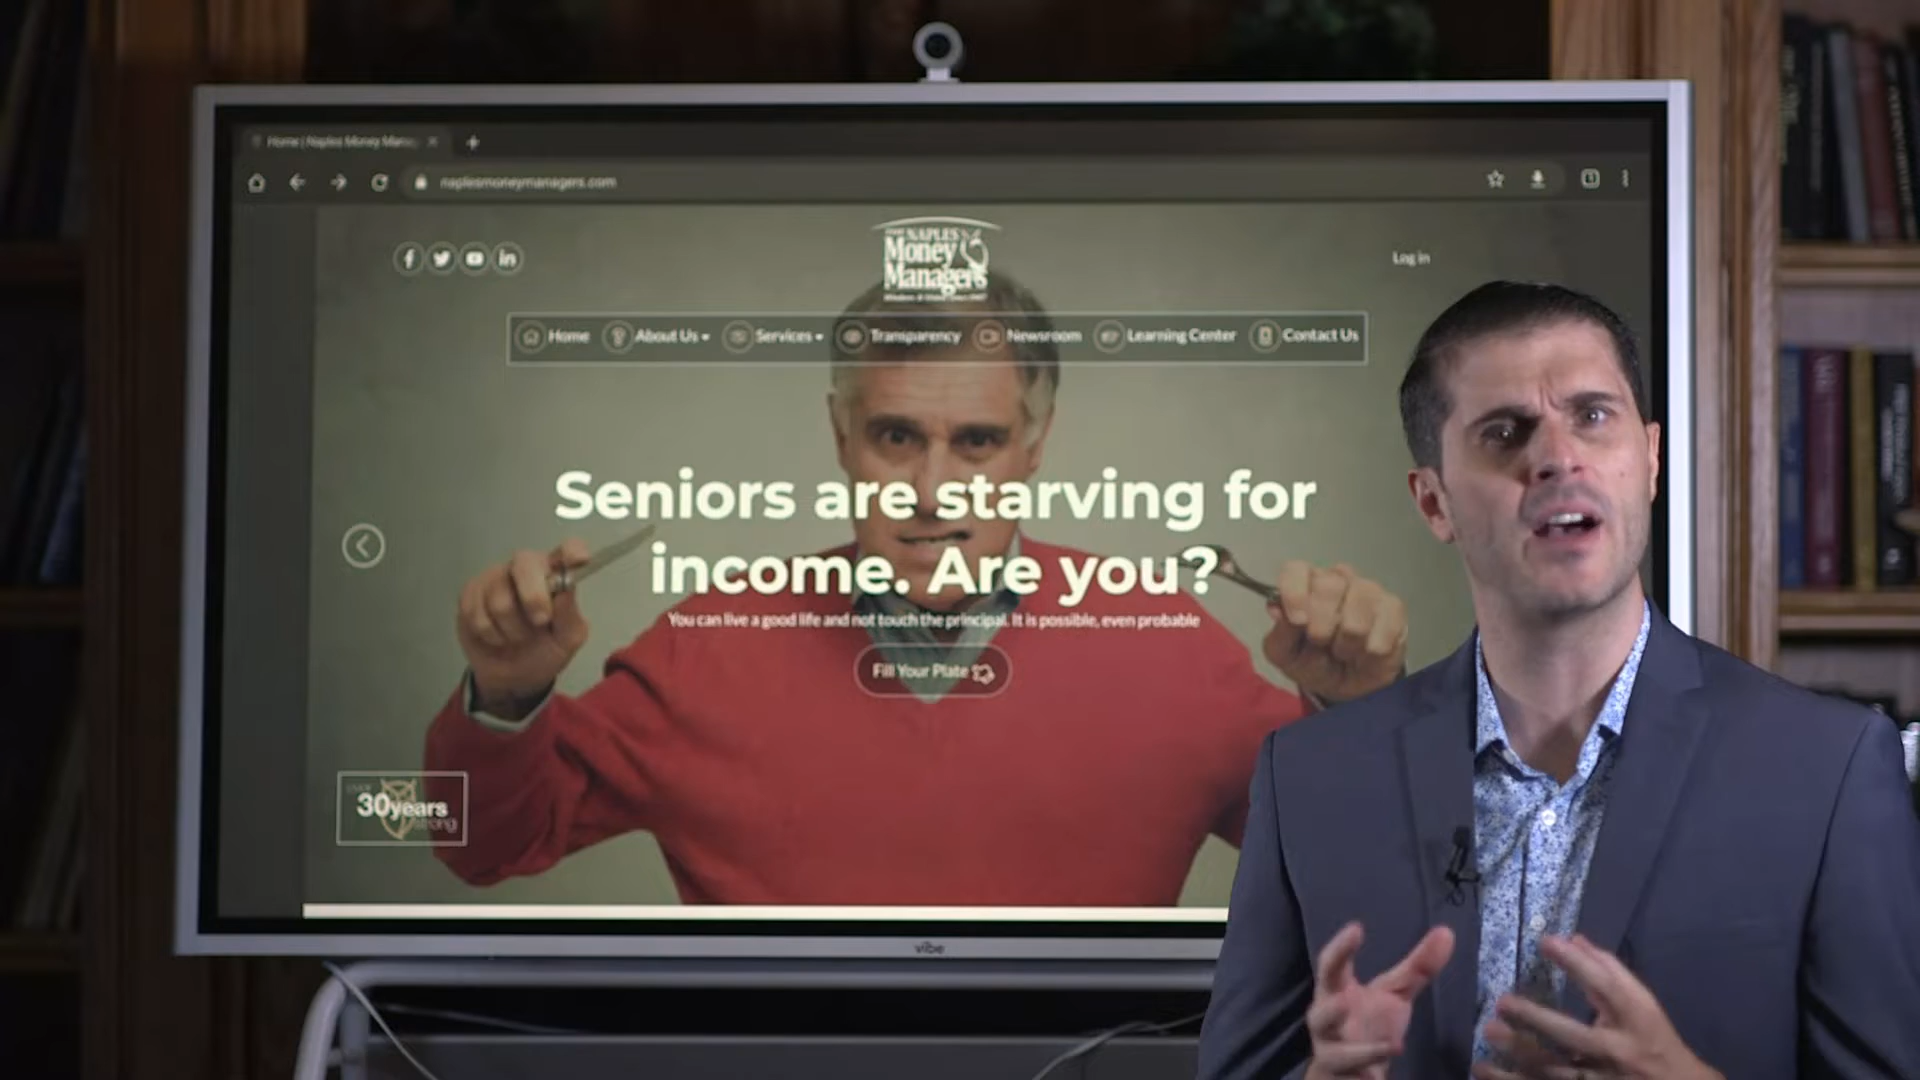 Home | Naples Money Mana
naplesmoneymanagers.com
NAPLES
Money
Managers
Log in
Home About Us Services Transparency Newsroom Learning Center Contact Us
Seniors are starving for
income. Are you?
You can live a good life and not touch the principal. It is possible, even probable
Fill Your Plate
30years
strong
vibe